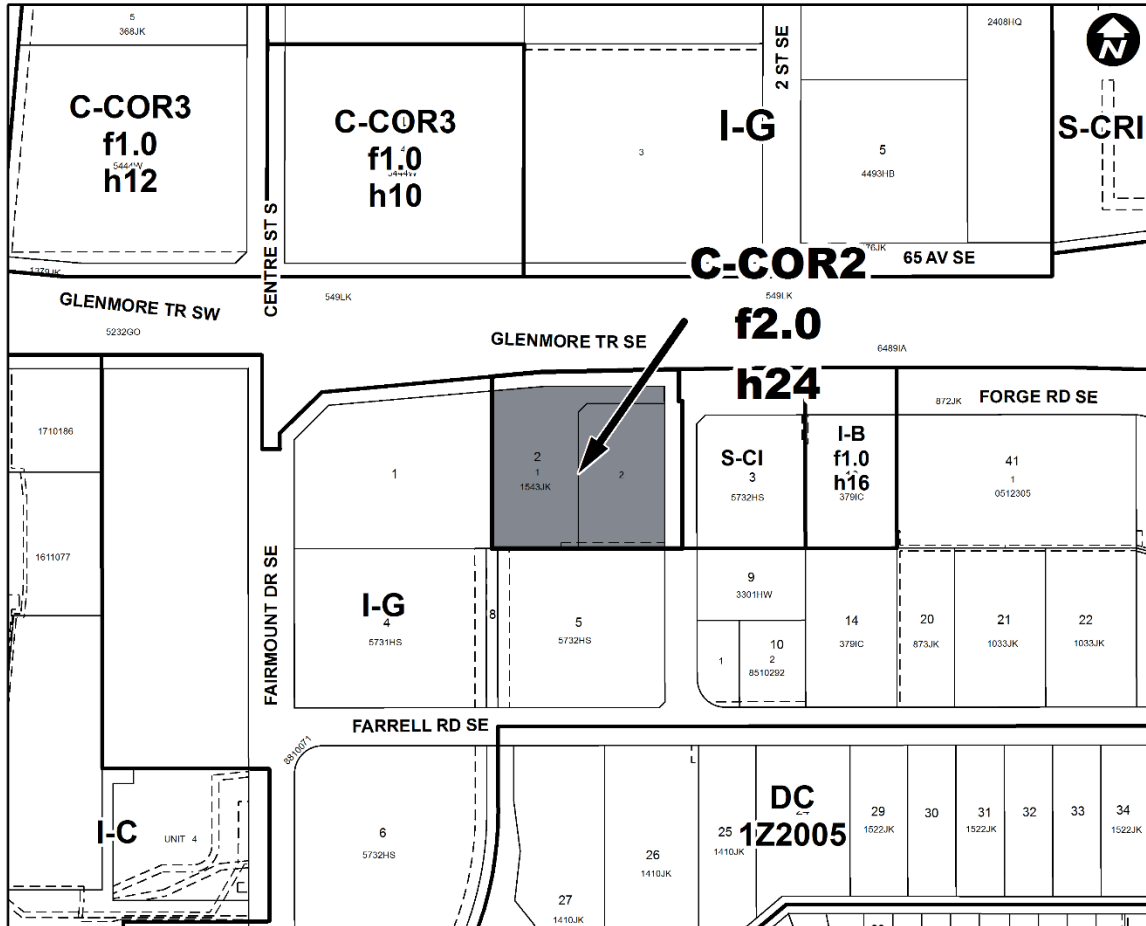 5
368JK
2408HQ
N
C-COR3
f1.0
h12
C-COR3
f1.0
h10
I-G
2 ST SE
S-CRI
3
5
4493HB
CENTRE ST S
C-COR2
f2.0
h24
65 AV SE
GLENMORE TR SW
5232GO
549LK
549LK
GLENMORE TR SE
6489IA
872JK
FORGE RD SE
1710186
1611077
1
2
1
1543JK
2
S-CI
3
5732HS
I-B
f1.0
h16
379IC
41
1
0512305
FAIRMOUNT DR SE
I-G
4
5731HS
8
5
5732HS
9
3301HW
1
10
2
8510292
14
379IC
20
873JK
21
1033JK
22
1033JK
FARRELL RD SE
8810071
I-C
UNIT 4
6
5732HS
27
1410JK
26
1410JK
25
1410JK
DC
1Z2005
29
1522JK
30
31
1522JK
32
33
34
1522JK